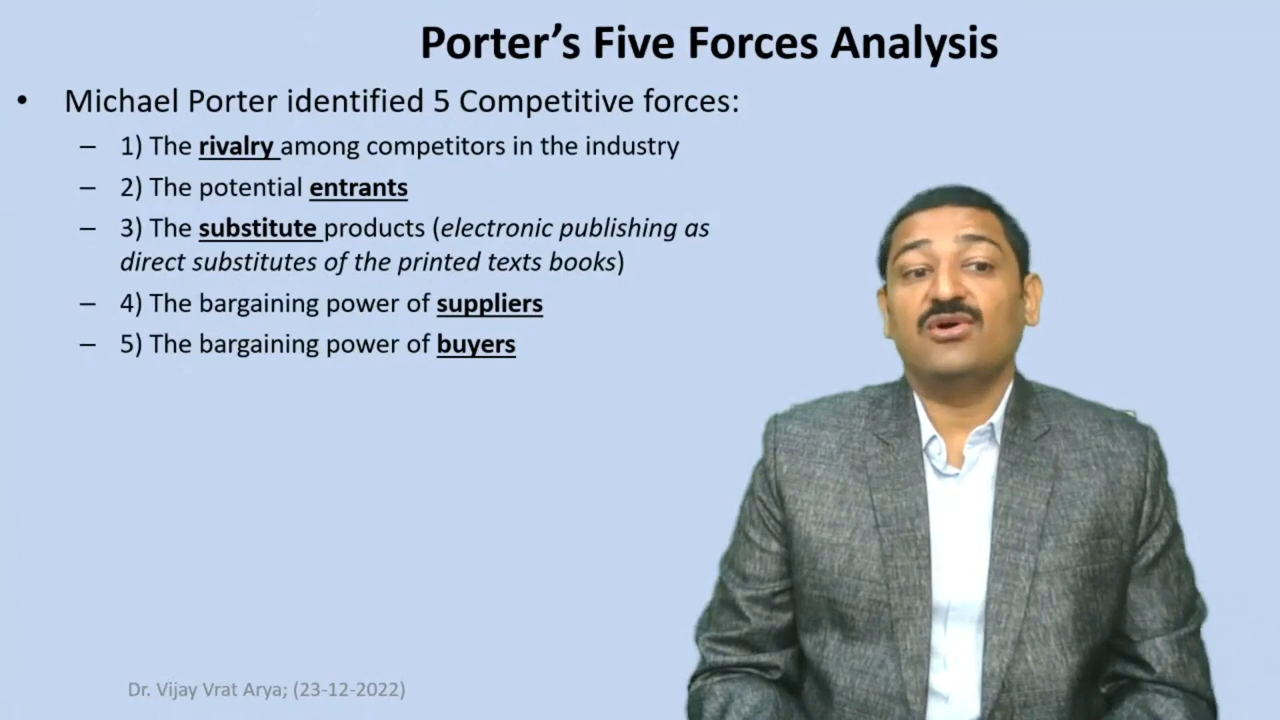 Porter’s Five Forces Analysis
• Michael Porter identified 5 Competitive forces:
– 1) The rivalry among competitors in the industry
– 2) The potential entrants
– 3) The substitute products (electronic publishing as
direct substitutes of the printed texts books)
– 4) The bargaining power of suppliers
– 5) The bargaining power of buyers
Dr. Vijay Vrat Arya; (23-12-2022)